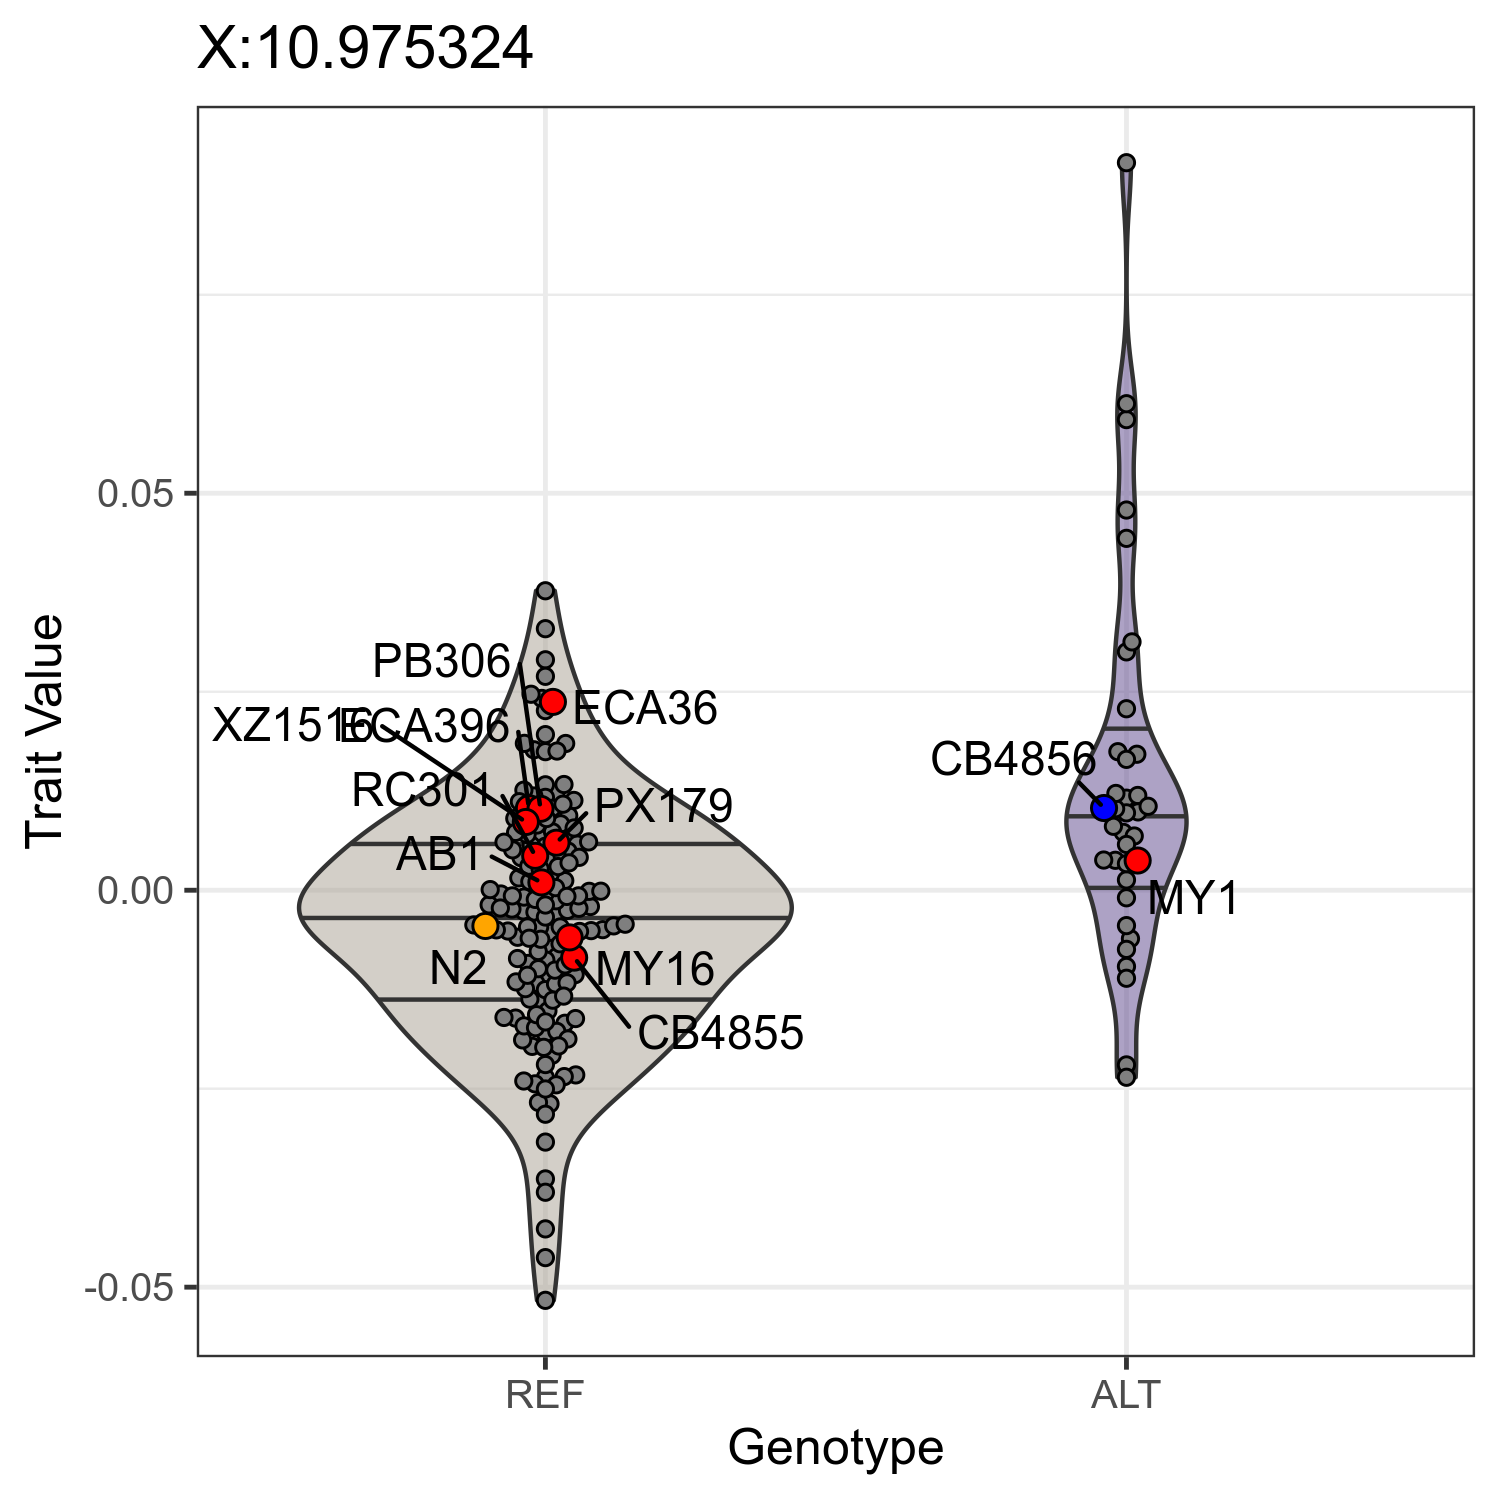 X:10.975324
Trait Value
0.05
0.00
-0.05
PB306
ECA36
XZ1516
ECA396
RC301
PX179
AB1
N2
MY16
CB4855
CB4856
MY1
REF
ALT
Genotype